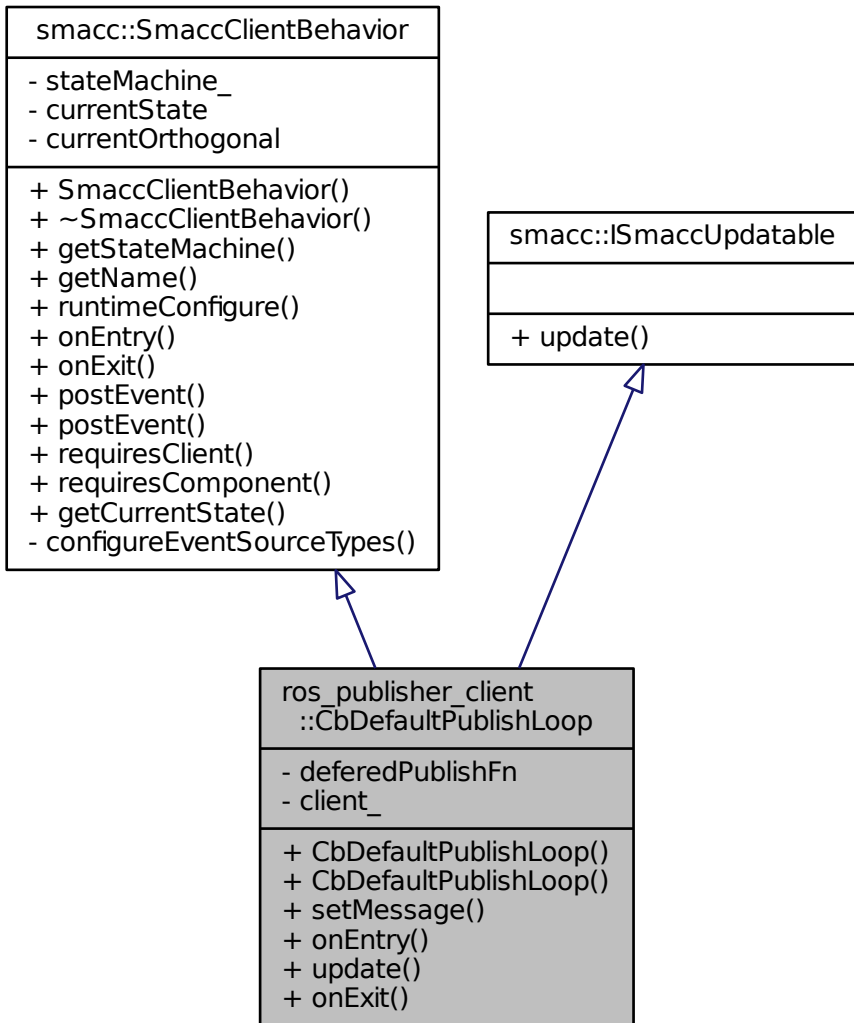 smacc::SmaccClientBehavior
- stateMachine_
- currentState
- currentOrthogonal
+ SmaccClientBehavior()
+ ~SmaccClientBehavior()
+ getStateMachine()
+ getName()
+ runtimeConfigure()
+ onEntry()
+ onExit()
+ postEvent()
+ postEvent()
+ requiresClient()
+ requiresComponent()
+ getCurrentState()
- configureEventSourceTypes()
smacc::ISmaccUpdatable
+ update()
ros_publisher_client
::CbDefaultPublishLoop
- deferedPublishFn
- client_
+ CbDefaultPublishLoop()
+ CbDefaultPublishLoop()
+ setMessage()
+ onEntry()
+ update()
+ onExit()